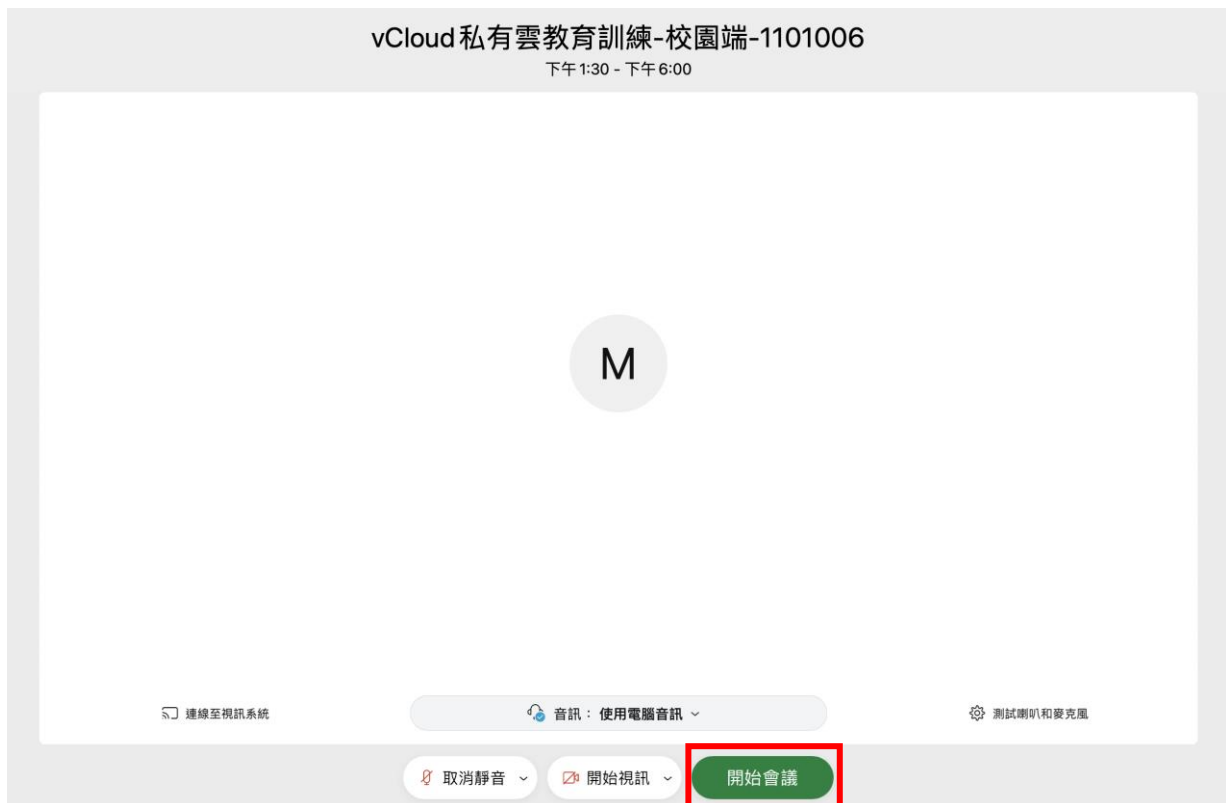 vCloud私有雲教育訓練-校園端-1101006
下午1:30 - 下午6:00
M
連線至視訊系統
音訊：使用電腦音訊
測試喇叭和麥克風
取消靜音
開始視訊
開始會議